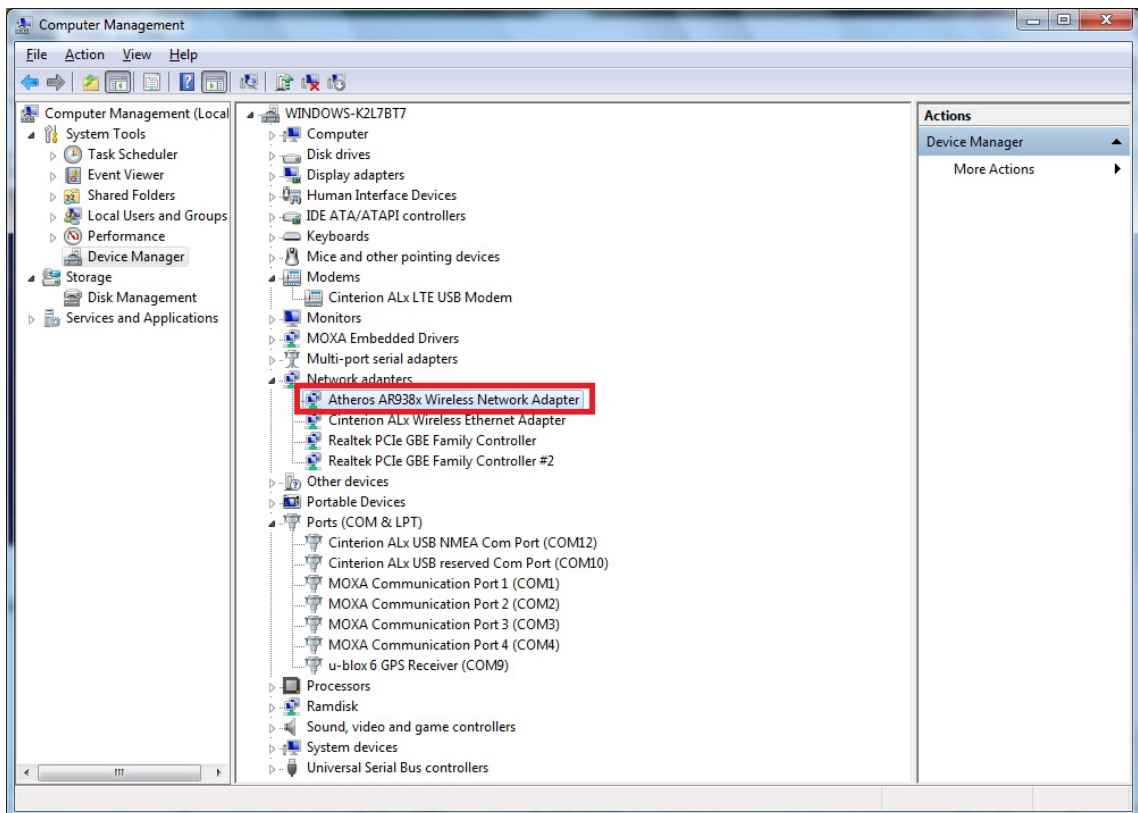 Computer Management
File Action View Help
Computer Management (Local
System Tools
Task Scheduler
Event Viewer
Shared Folders
Local Users and Groups
Performance
Device Manager
Storage
Disk Management
Services and Applications
WINDOWS-K2L7BT7
Computer
Disk drives
Display adapters
Human Interface Devices
IDE ATA/ATAPI controllers
Keyboards
Mice and other pointing devices
Modems
Cinterion ALx LTE USB Modem
Monitors
MOXA Embedded Drivers
Multi-port serial adapters
Network adapters
Atheros AR938x Wireless Network Adapter
Cinterion ALx Wireless Ethernet Adapter
Realtek PCIe GBE Family Controller
Realtek PCIe GBE Family Controller #2
Other devices
Portable Devices
Ports (COM & LPT)
Cinterion ALx USB NMEA Com Port (COM12)
Cinterion ALx USB reserved Com Port (COM10)
MOXA Communication Port 1 (COM1)
MOXA Communication Port 2 (COM2)
MOXA Communication Port 3 (COM3)
MOXA Communication Port 4 (COM4)
u-blox 6 GPS Receiver (COM9)
Processors
Ramdisk
Sound, video and game controllers
System devices
Universal Serial Bus controllers
Actions
Device Manager
More Actions